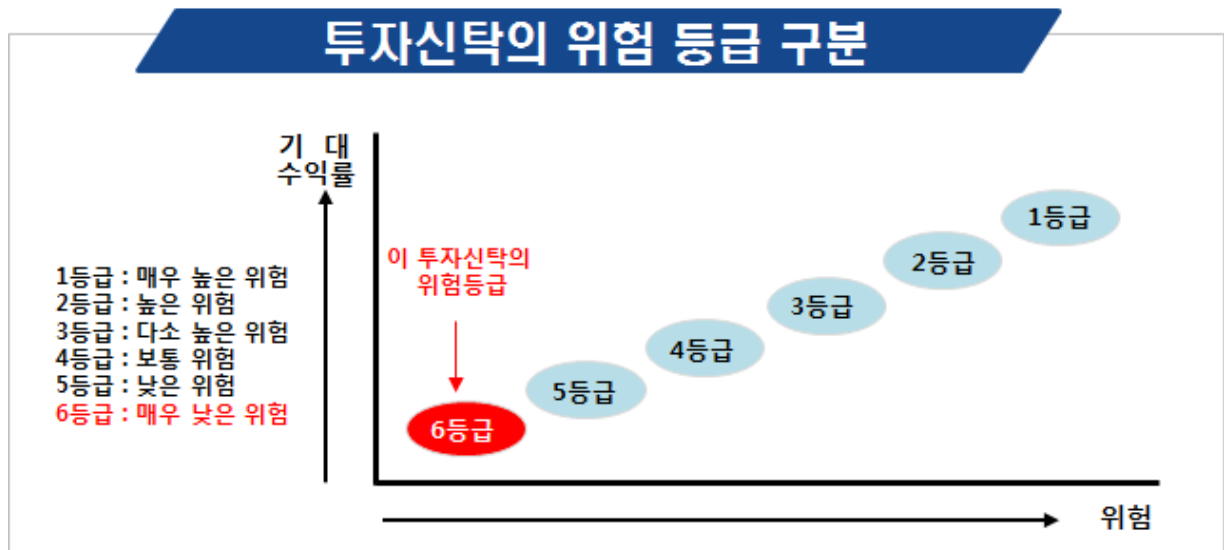 투자신탁의 위험 등급 구분
기 대
수익률
1등급 : 매우 높은 위험
2등급 : 높은 위험
3등급 : 다소 높은 위험
4등급 : 보통 위험
5등급 : 낮은 위험
6등급 : 매우 낮은 위험
이 투자신탁의
위험등급
1등급
2등급
3등급
4등급
5등급
6등급
위험